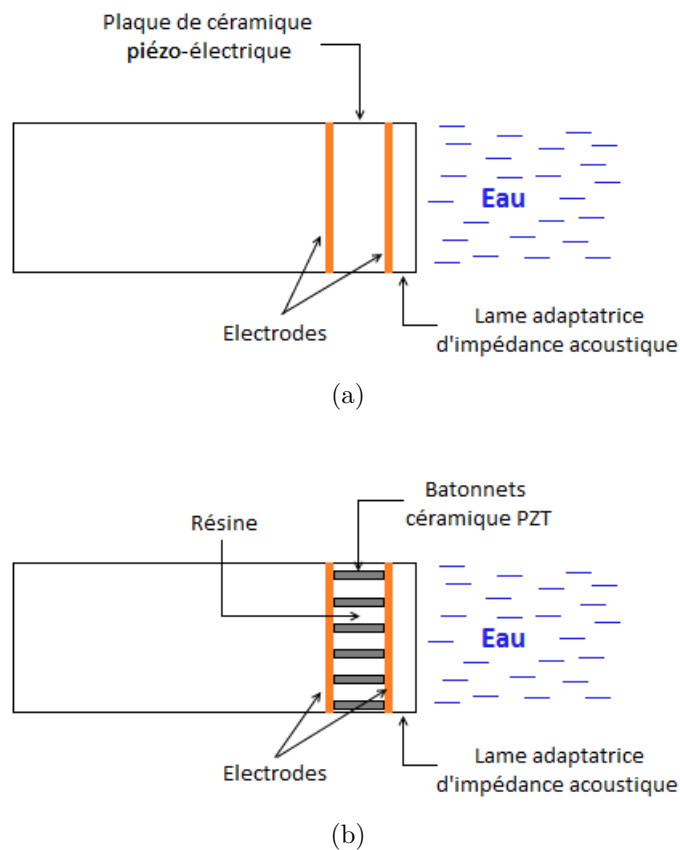 Plaque de céramique
piézo-électrique
Eau
Electrodes
Lame adaptatrice
d'impédance acoustique
(a)
Batonnets
céramique PZT
Résine
Eau
Electrodes
Lame adaptatrice
d'impédance acoustique
(b)